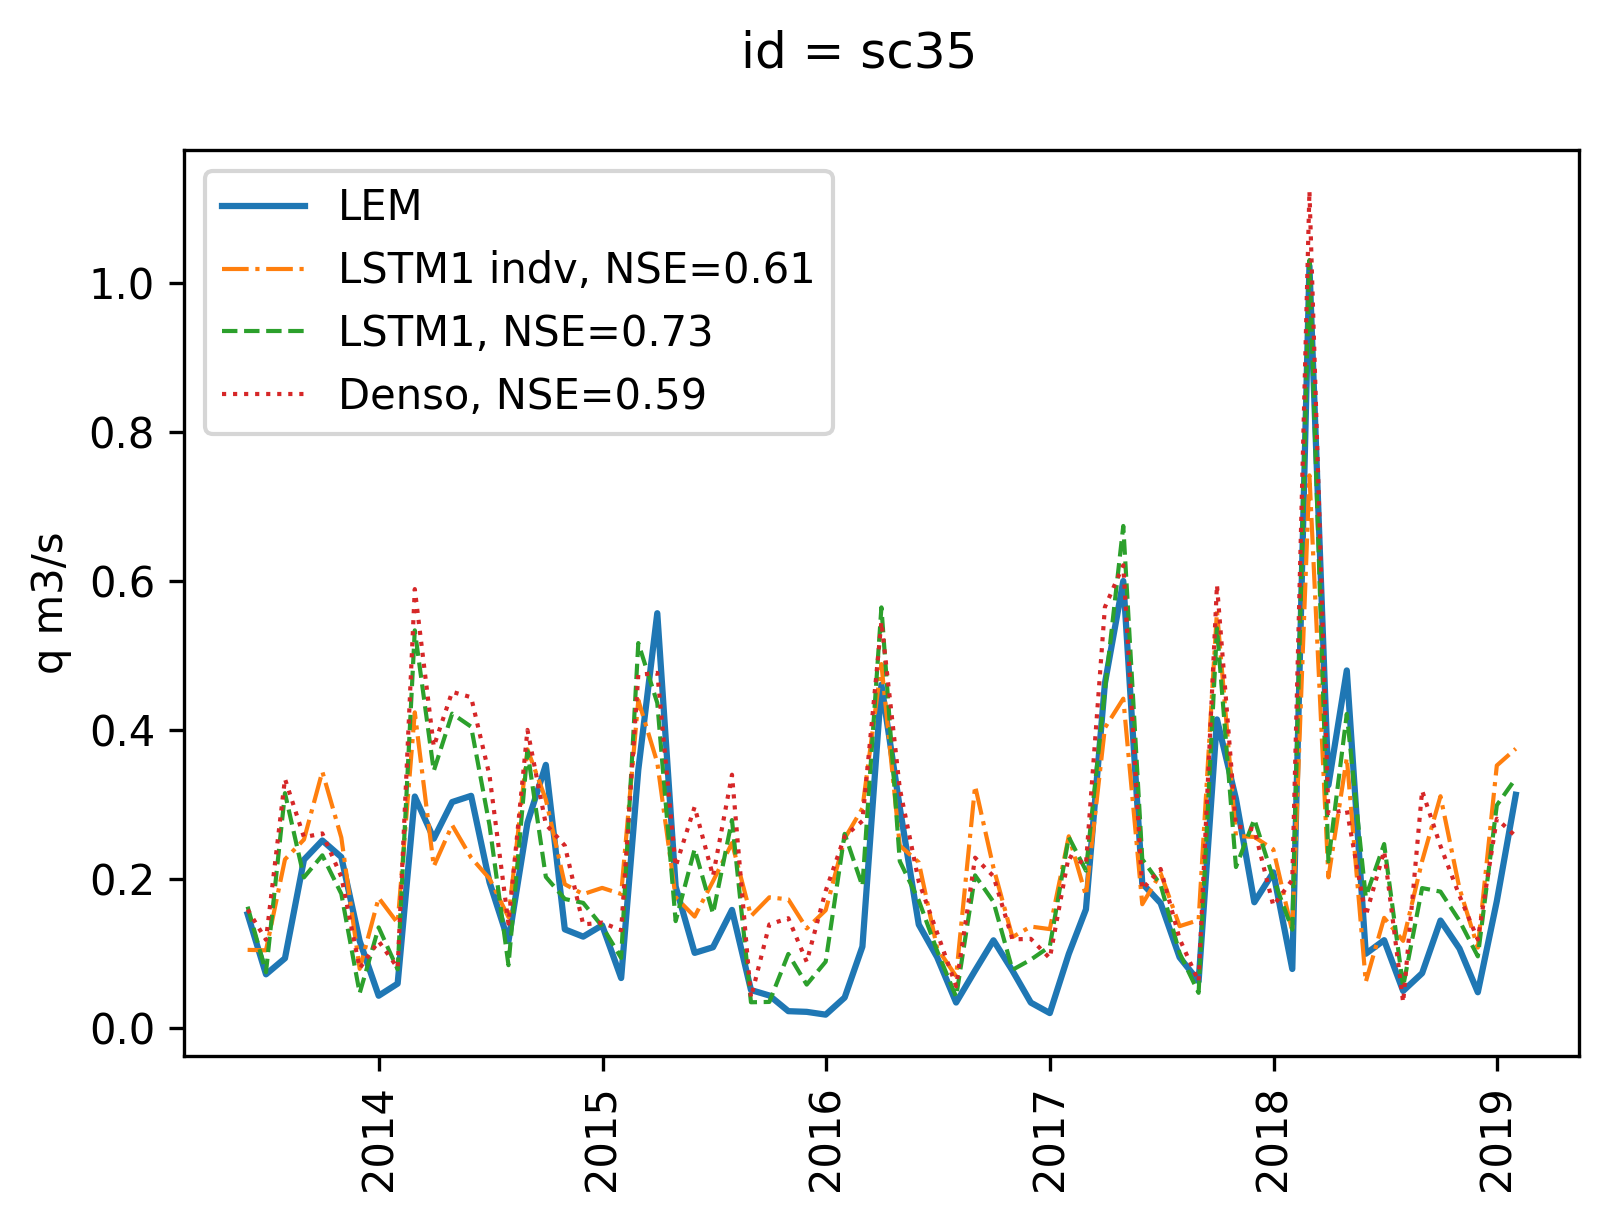 id = sc35
LEM
LSTM1 indv, NSE=0.61
LSTM1, NSE=0.73
Denso, NSE=0.59
q m3/s
1.0
0.8
0.6
0.4
0.2
0.0
2014
2015
2016
2017
2018
2019